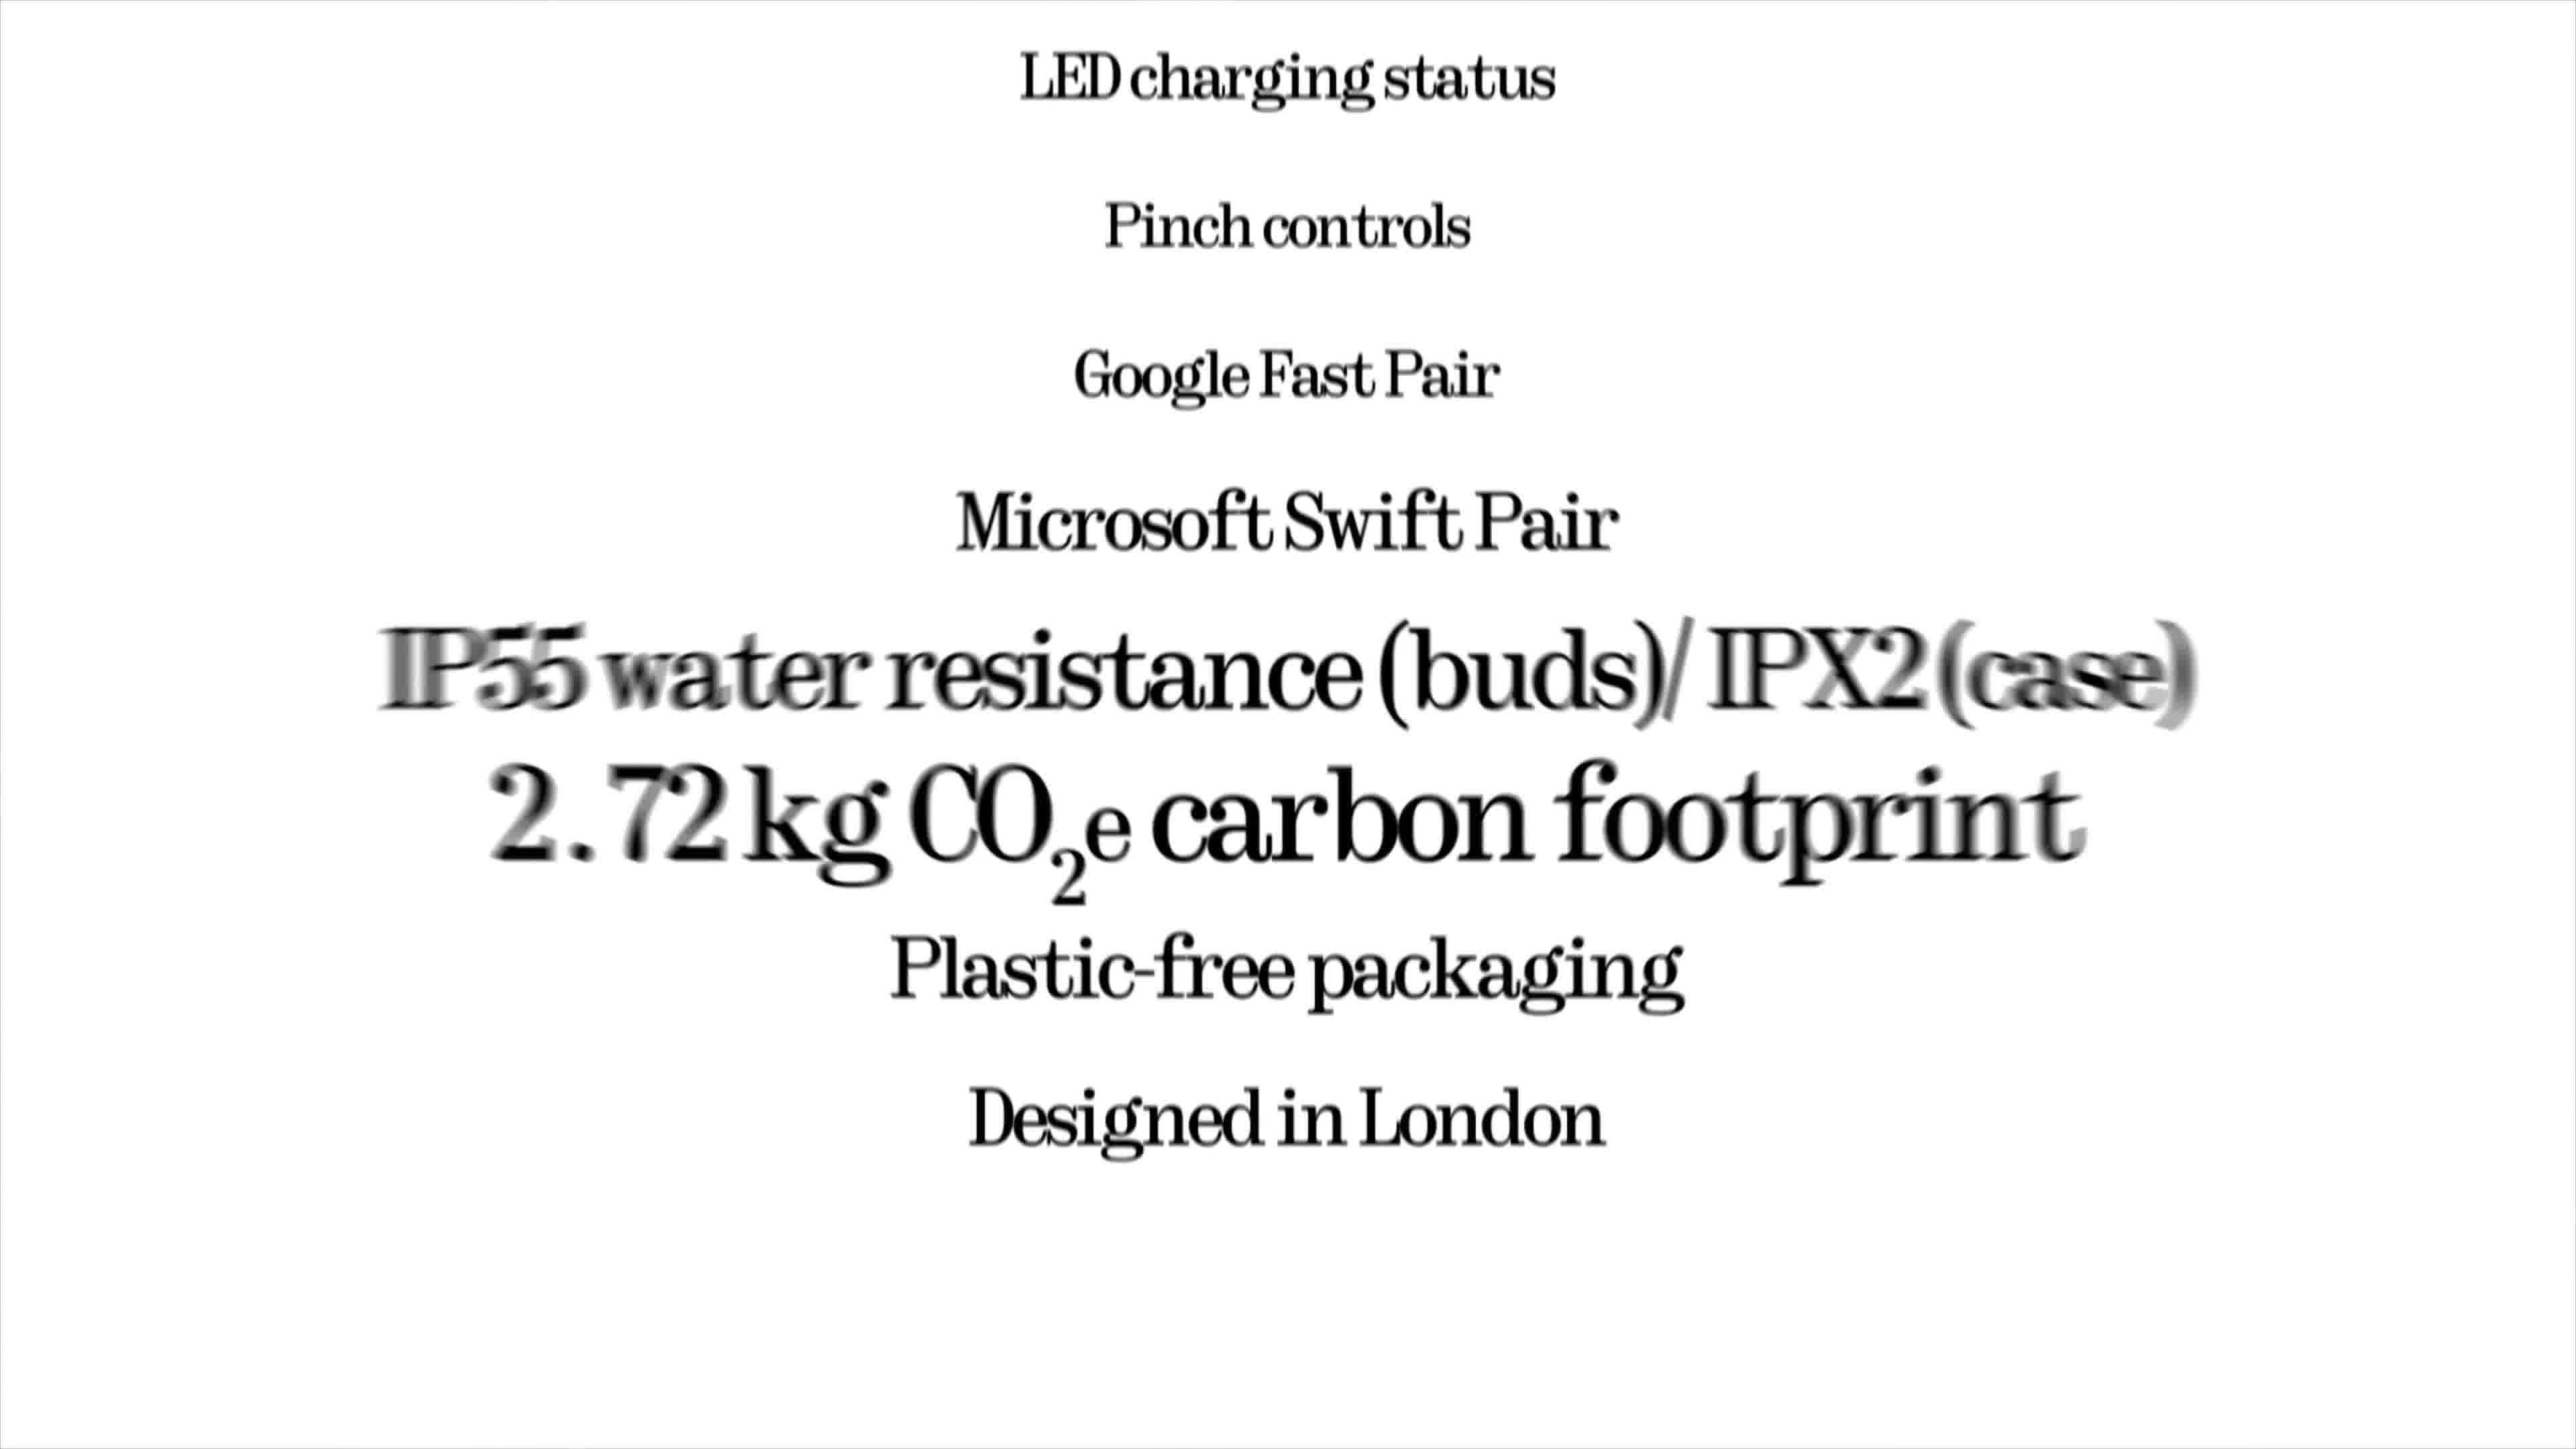 LED charging status
Pinch controls
Google Fast Pair
Microsoft Swift Pair
IP55 water resistance (buds)/ IPX2 (case)
2.72 kg CO₂e carbon footprint
Plastic-free packaging
Designed in London